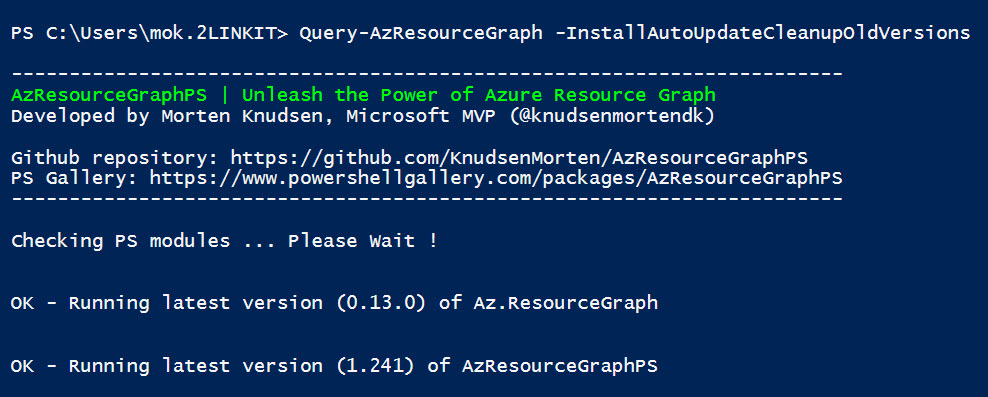 PS C:\Users\mok.2LINKIT> Query-AzResourceGraph -InstallAutoUpdateCleanupOldVersions
------------------------------------------------------------------------
AzResourceGraphPS | Unleash the Power of Azure Resource Graph
Developed by Morten Knudsen, Microsoft MVP (@knudsenmortendk)
Github repository: https://github.com/KnudsenMorten/AzResourceGraphPS
PS Gallery: https://www.powershellgallery.com/packages/AzResourceGraphPS
------------------------------------------------------------------------
Checking PS modules ... Please Wait !
OK - Running latest version (0.13.0) of Az.ResourceGraph
OK - Running latest version (1.241) of AzResourceGraphPS